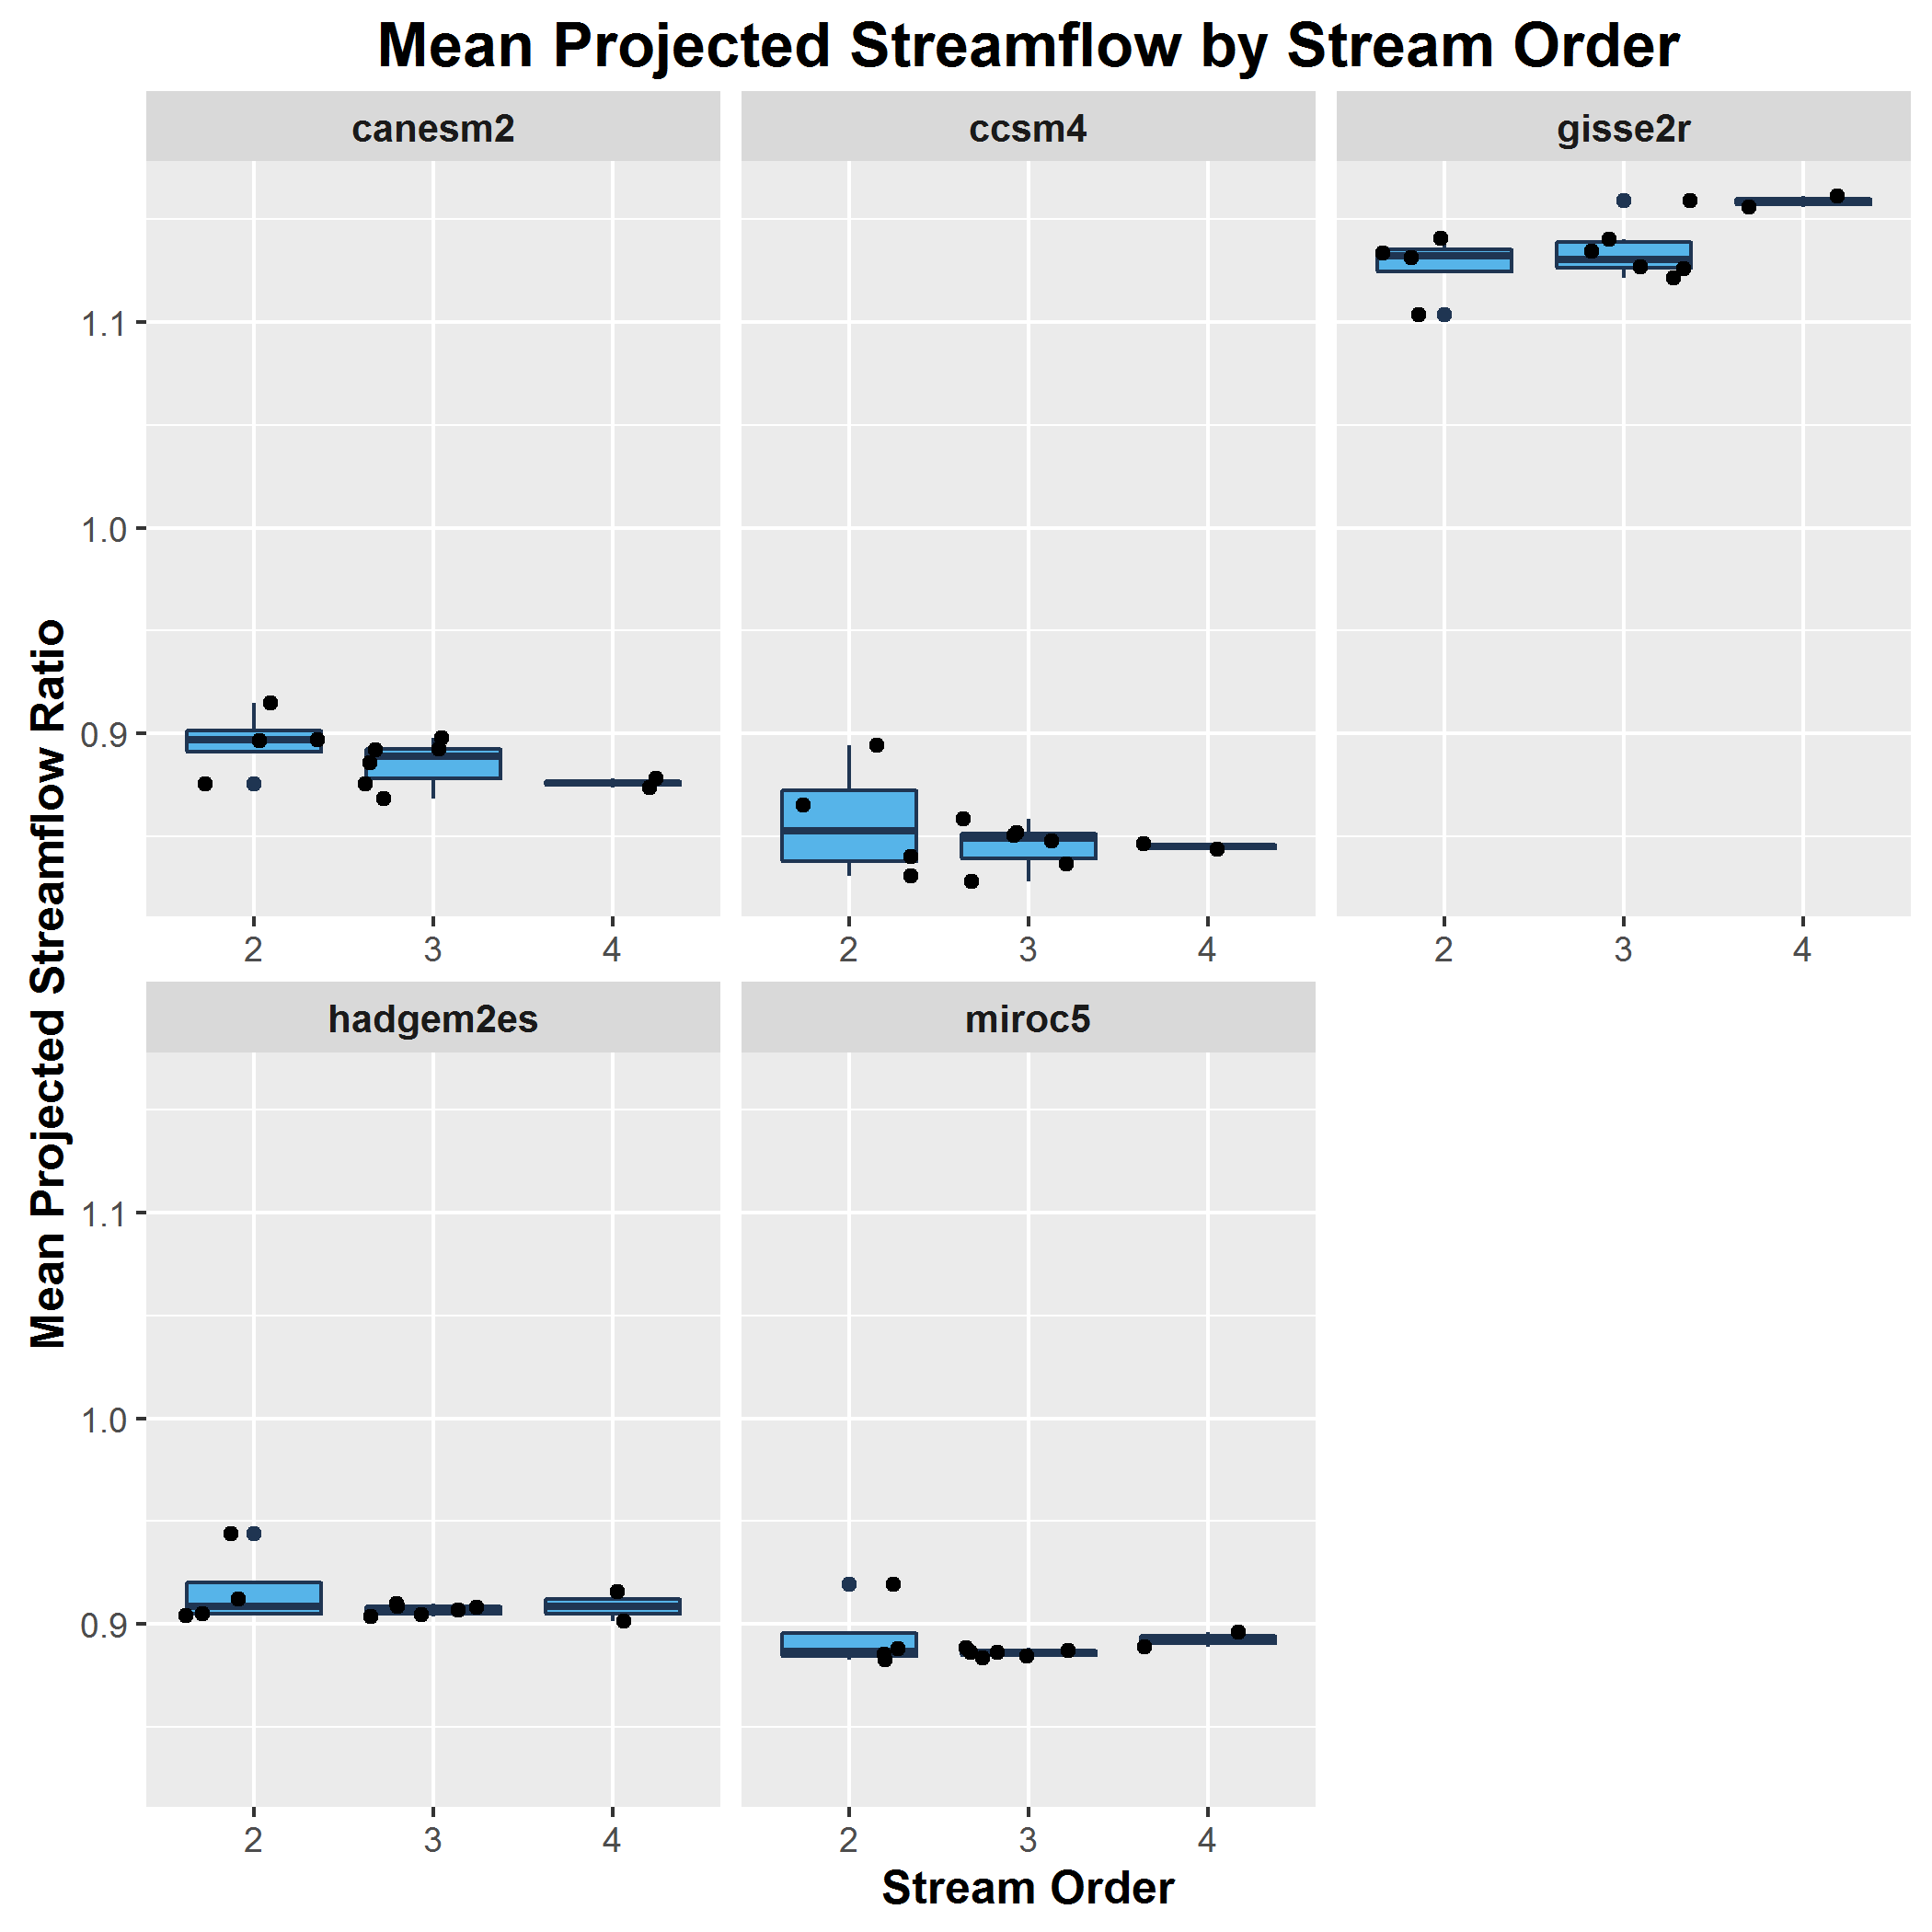 Mean Projected Streamflow by Stream Order
canesm2
ccsm4
gisse2r
1.1
1.0
0.9
2 3 4
2 3 4
2 3 4
Mean Projected Streamflow Ratio
hadgem2es
miroc5
1.1
1.0
0.9
2 3 4
2 3 4
Stream Order